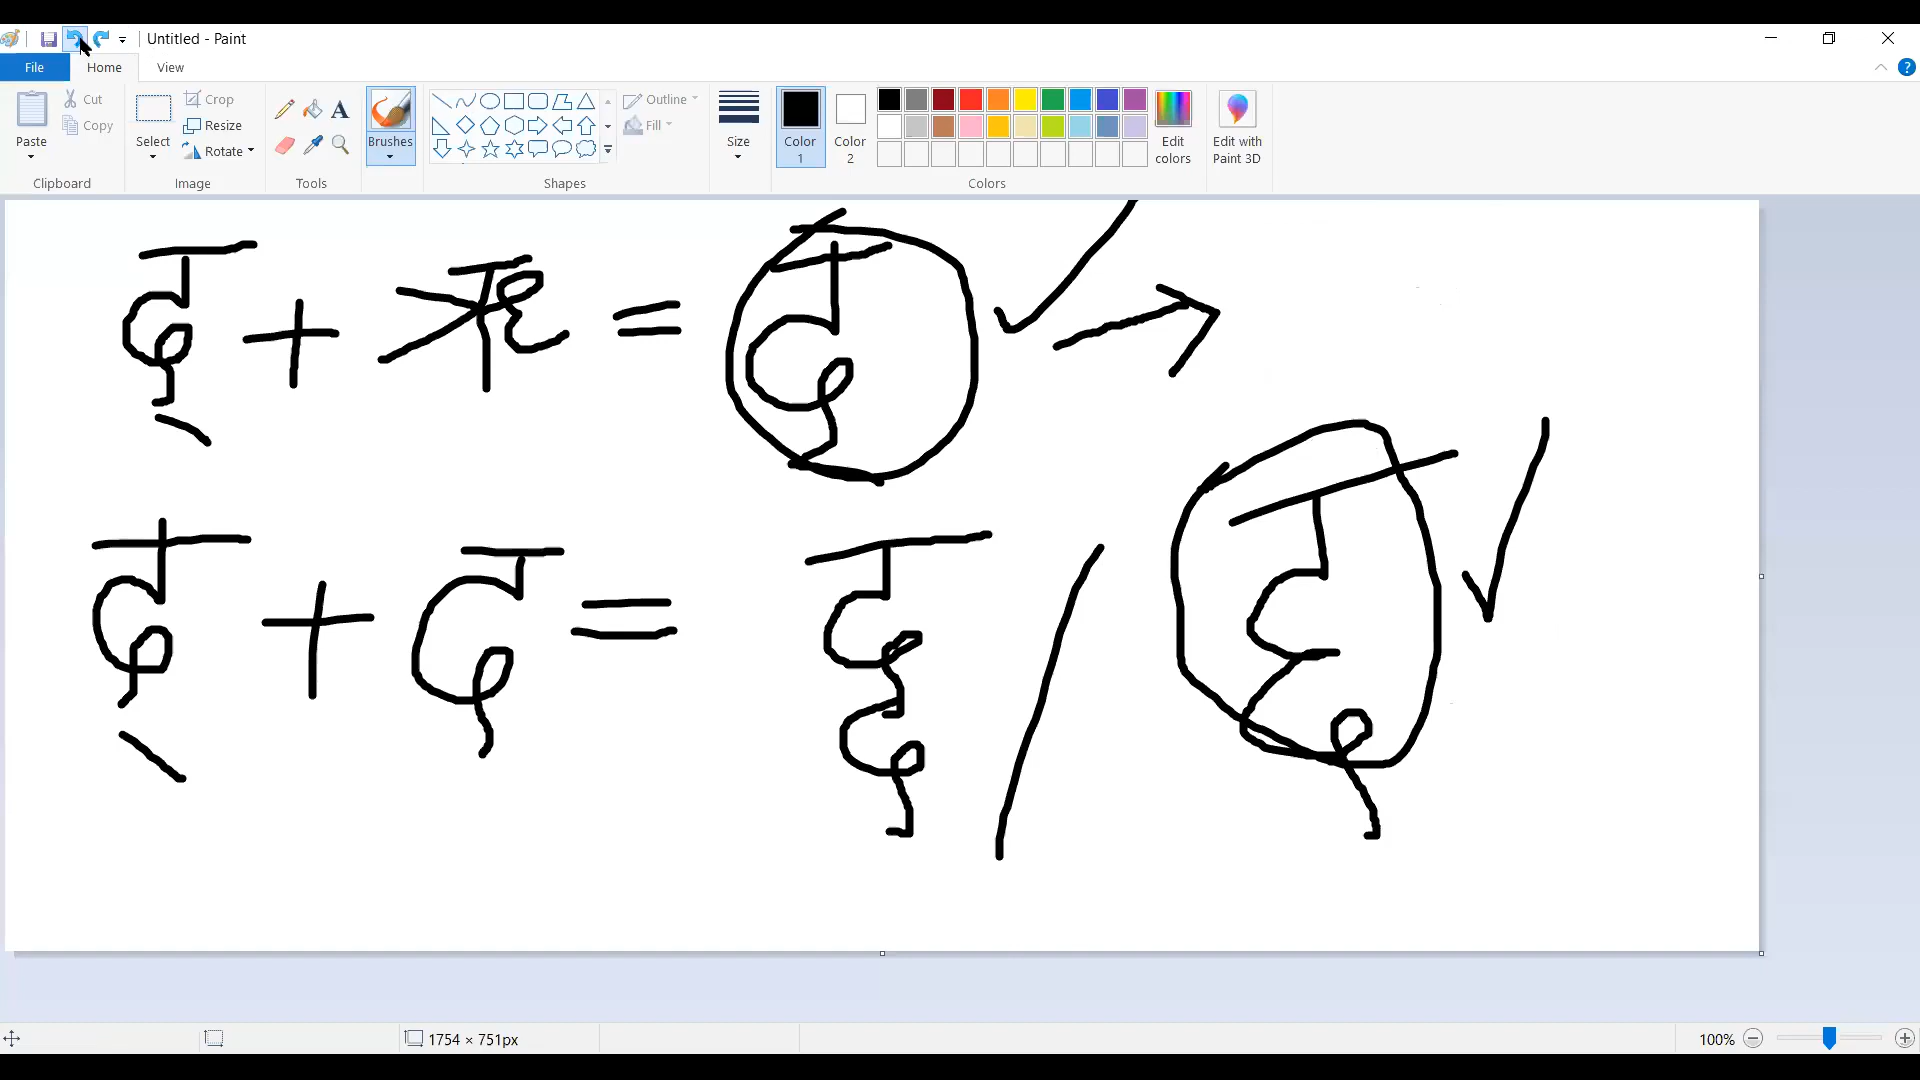 Untitled - Paint
File Home View
Cut Crop Outline
Paste Copy Select Resize Brushes Fill Size Color 1 Color 2 Edit colors Edit with Paint 3D
Rotate
Clipboard Image Tools Shapes Colors
द् + ऋ = दृ ✓ →
द् + द = द्द / द्द ✓
1754 × 751px 100%